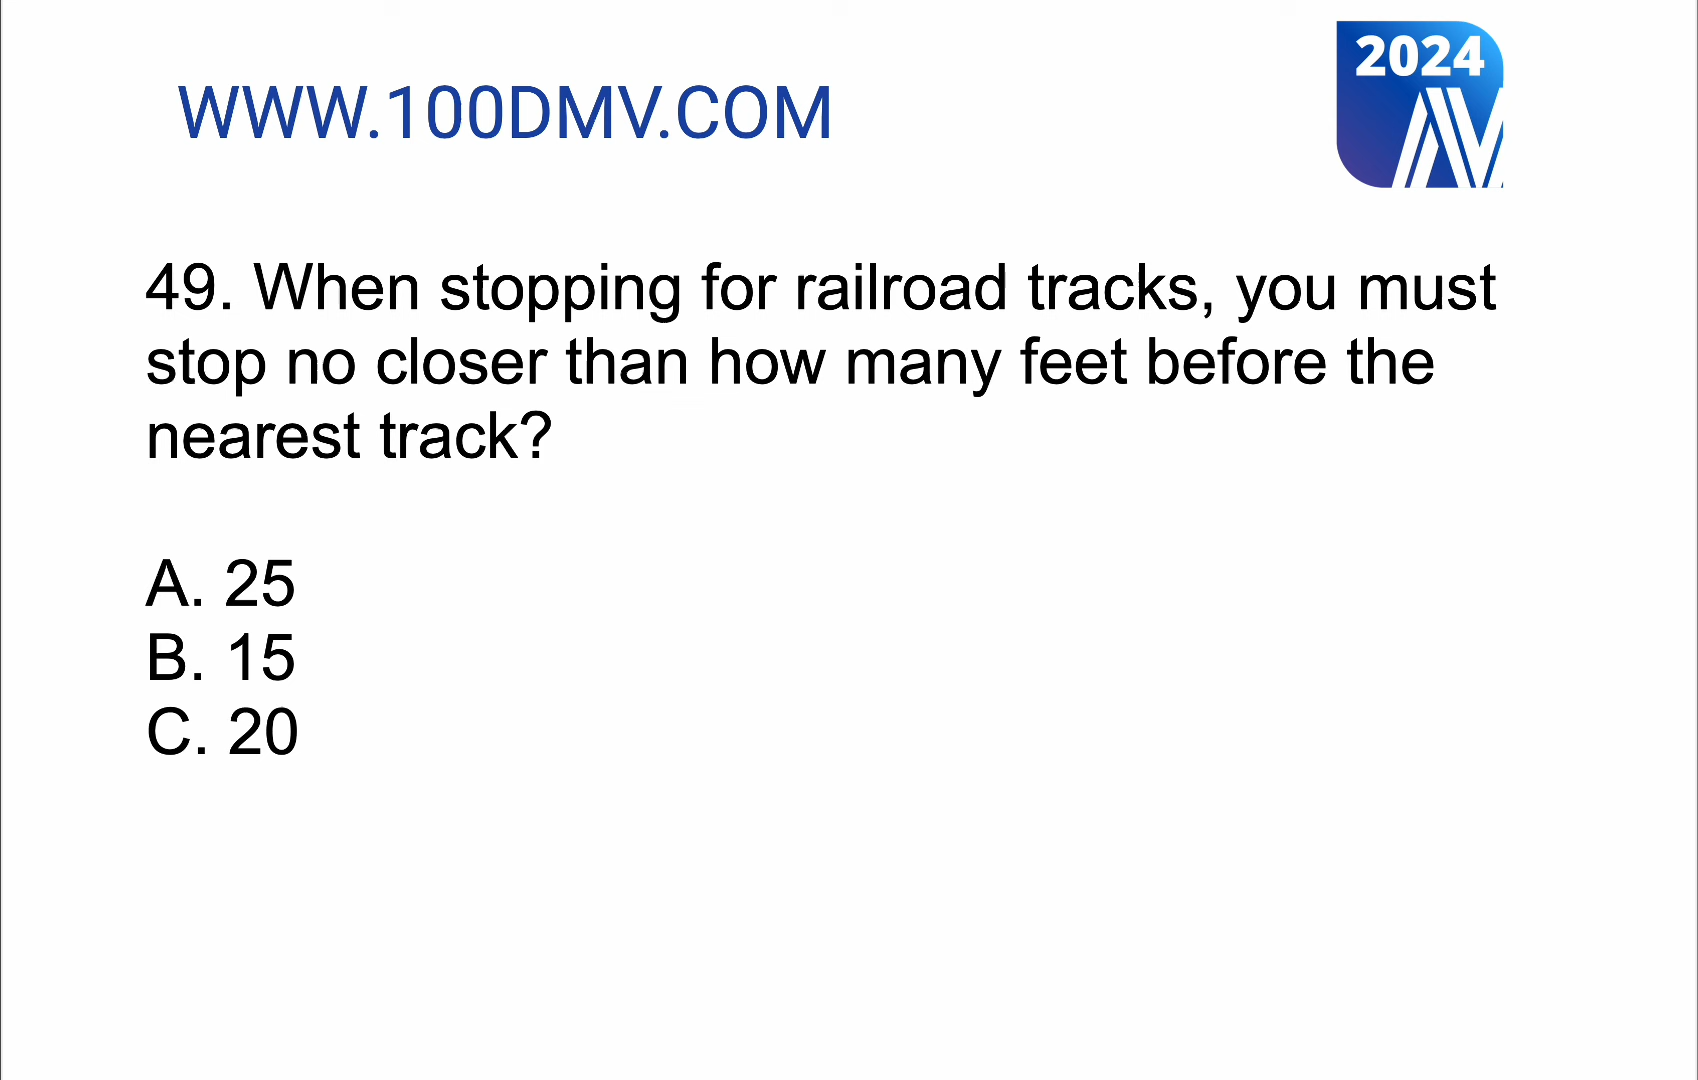 WWW.100DMV.COM
2024
49. When stopping for railroad tracks, you must
stop no closer than how many feet before the
nearest track?
A. 25
B. 15
C. 20